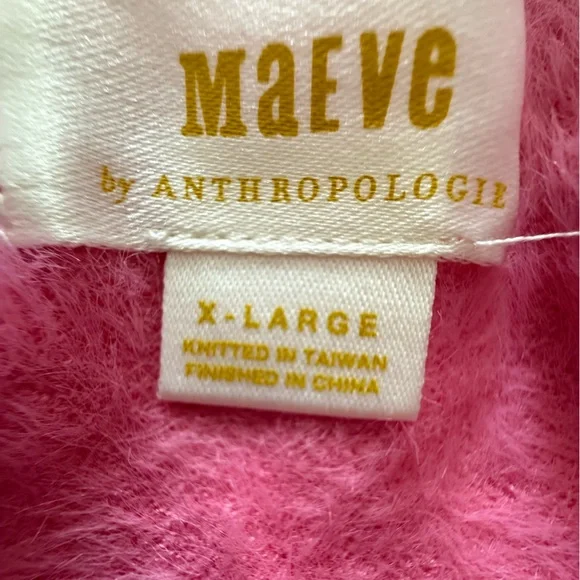 MaEVe
by ANTHROPOLOGIE
X-LARGE
KNITTED IN TAIWAN
FINISHED IN CHINA